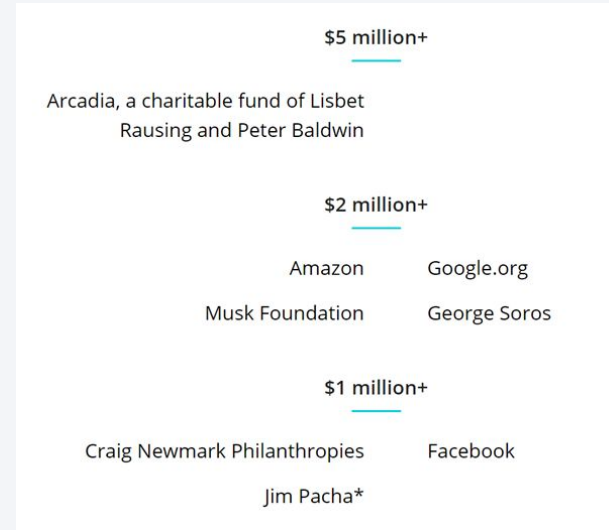 $5 million+
Arcadia, a charitable fund of Lisbet
Rausing and Peter Baldwin
$2 million+
Amazon
Google.org
Musk Foundation
George Soros
$1 million+
Craig Newmark Philanthropies
Facebook
Jim Pacha*